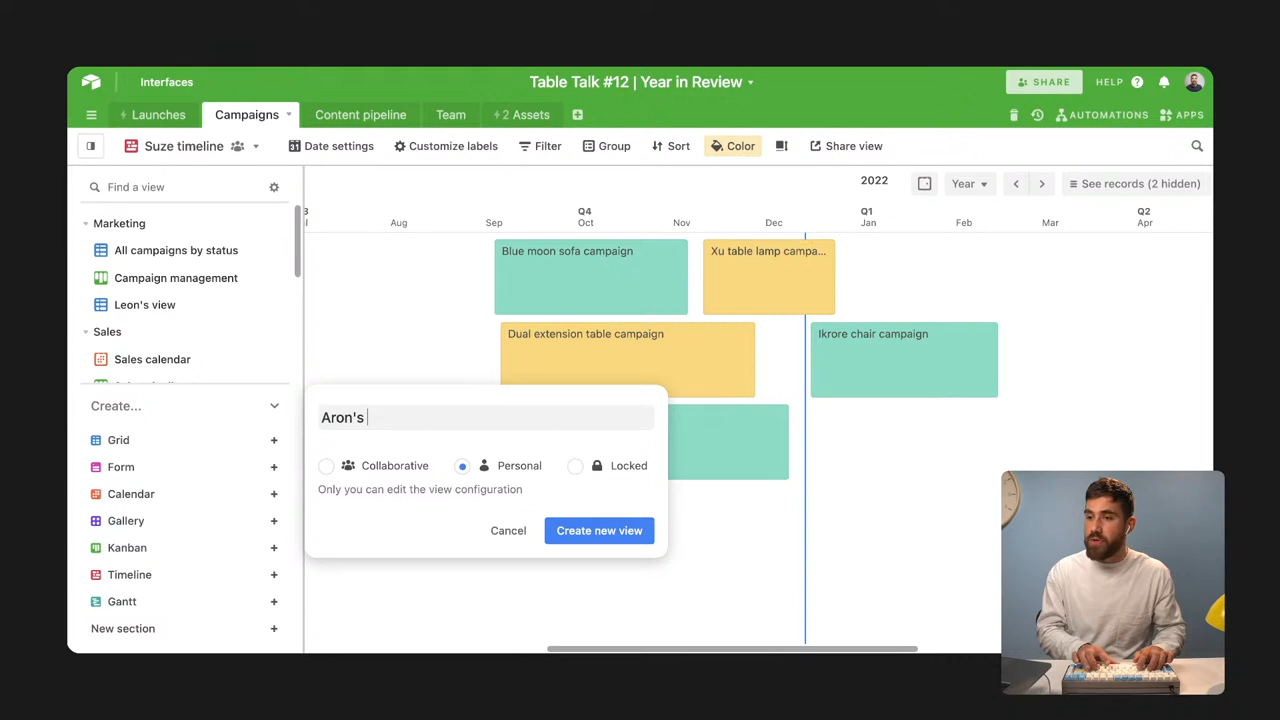 Interfaces
Table Talk #12 | Year in Review
SHARE
HELP
Launches
Campaigns
Content pipeline
Team
2 Assets
AUTOMATIONS
APPS
Suze timeline
Date settings
Customize labels
Filter
Group
Sort
Color
Share view
Find a view
Marketing
All campaigns by status
Campaign management
Leon's view
Sales
Sales calendar
Create...
Grid
Form
Calendar
Gallery
Kanban
Timeline
Gantt
New section
2022
Year
See records (2 hidden)
Q4
Q1
Q2
Aug
Sep
Oct
Nov
Dec
Jan
Feb
Mar
Apr
Blue moon sofa campaign
Xu table lamp campa...
Dual extension table campaign
Ikrore chair campaign
Aron's
Collaborative
Personal
Locked
Only you can edit the view configuration
Cancel
Create new view